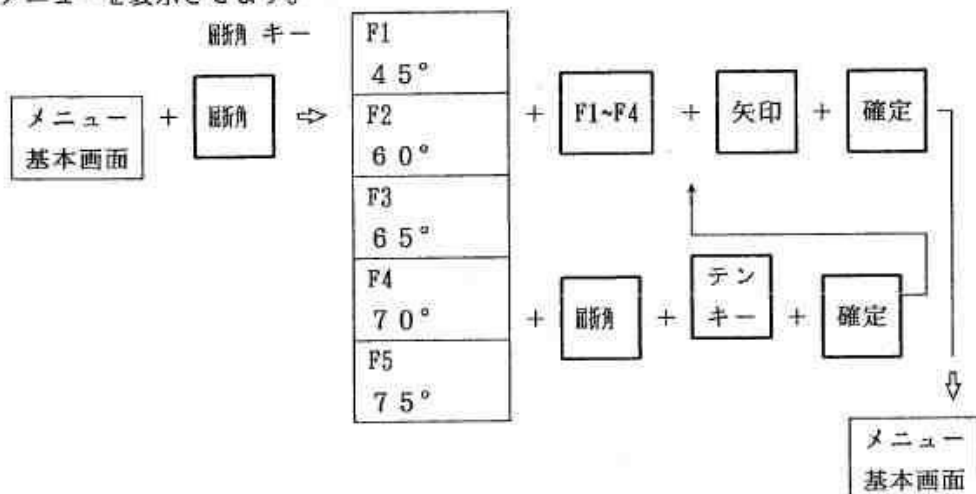 メニューを表示させます。
屈折角 キー
メニュー
基本画面
+
屈折角
⇨
F1
45°
F2
60°
F3
65°
F4
70°
F5
75°
+
F1~F4
+
矢印
+
確定
+
屈折角
+
テン
キー
+
確定
メニュー
基本画面